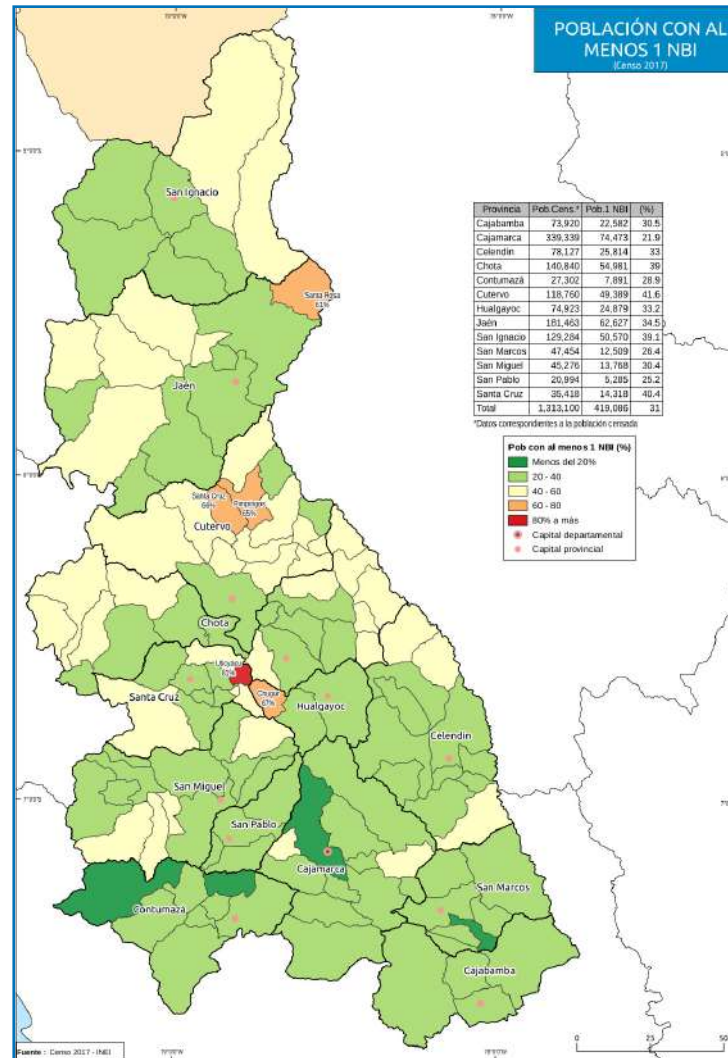 POBLACIÓN CON AL
MENOS 1 NBI
(Censo 2017)
Provincia Pob.Cens.* Pob.1 NBI (%)
Cajabamba 73,920 22,582 30.5
Cajamarca 339,339 74,473 21.9
Celendín 78,127 25,814 33
Chota 140,840 54,981 39
Contumazá 27,302 7,891 28.9
Cutervo 118,760 49,389 41.6
Hualgayoc 74,923 24,879 33.2
Jaén 181,463 62,627 34.5
San Ignacio 129,284 50,570 39.1
San Marcos 47,454 12,509 26.4
San Miguel 45,276 13,768 30.4
San Pablo 20,994 5,285 25.2
Santa Cruz 35,418 14,318 40.4
Total 1,313,100 419,086 31
*Datos correspondientes a la población censada
Pob con al menos 1 NBI (%)
Menos del 20%
20 - 40
40 - 60
60 - 80
80% a más
Capital departamental
Capital provincial
San Ignacio
Santa Rosa
61%
Jaén
Santa Cruz
66%
Pimpingos
65%
Cutervo
Chota
Santa Cruz
Chugur
67%
Hualgayoc
Celendín
San Miguel
San Pablo
Cajamarca
San Marcos
Contumazá
Cajabamba
Fuente : Censo 2017 - INEI
0 25 50